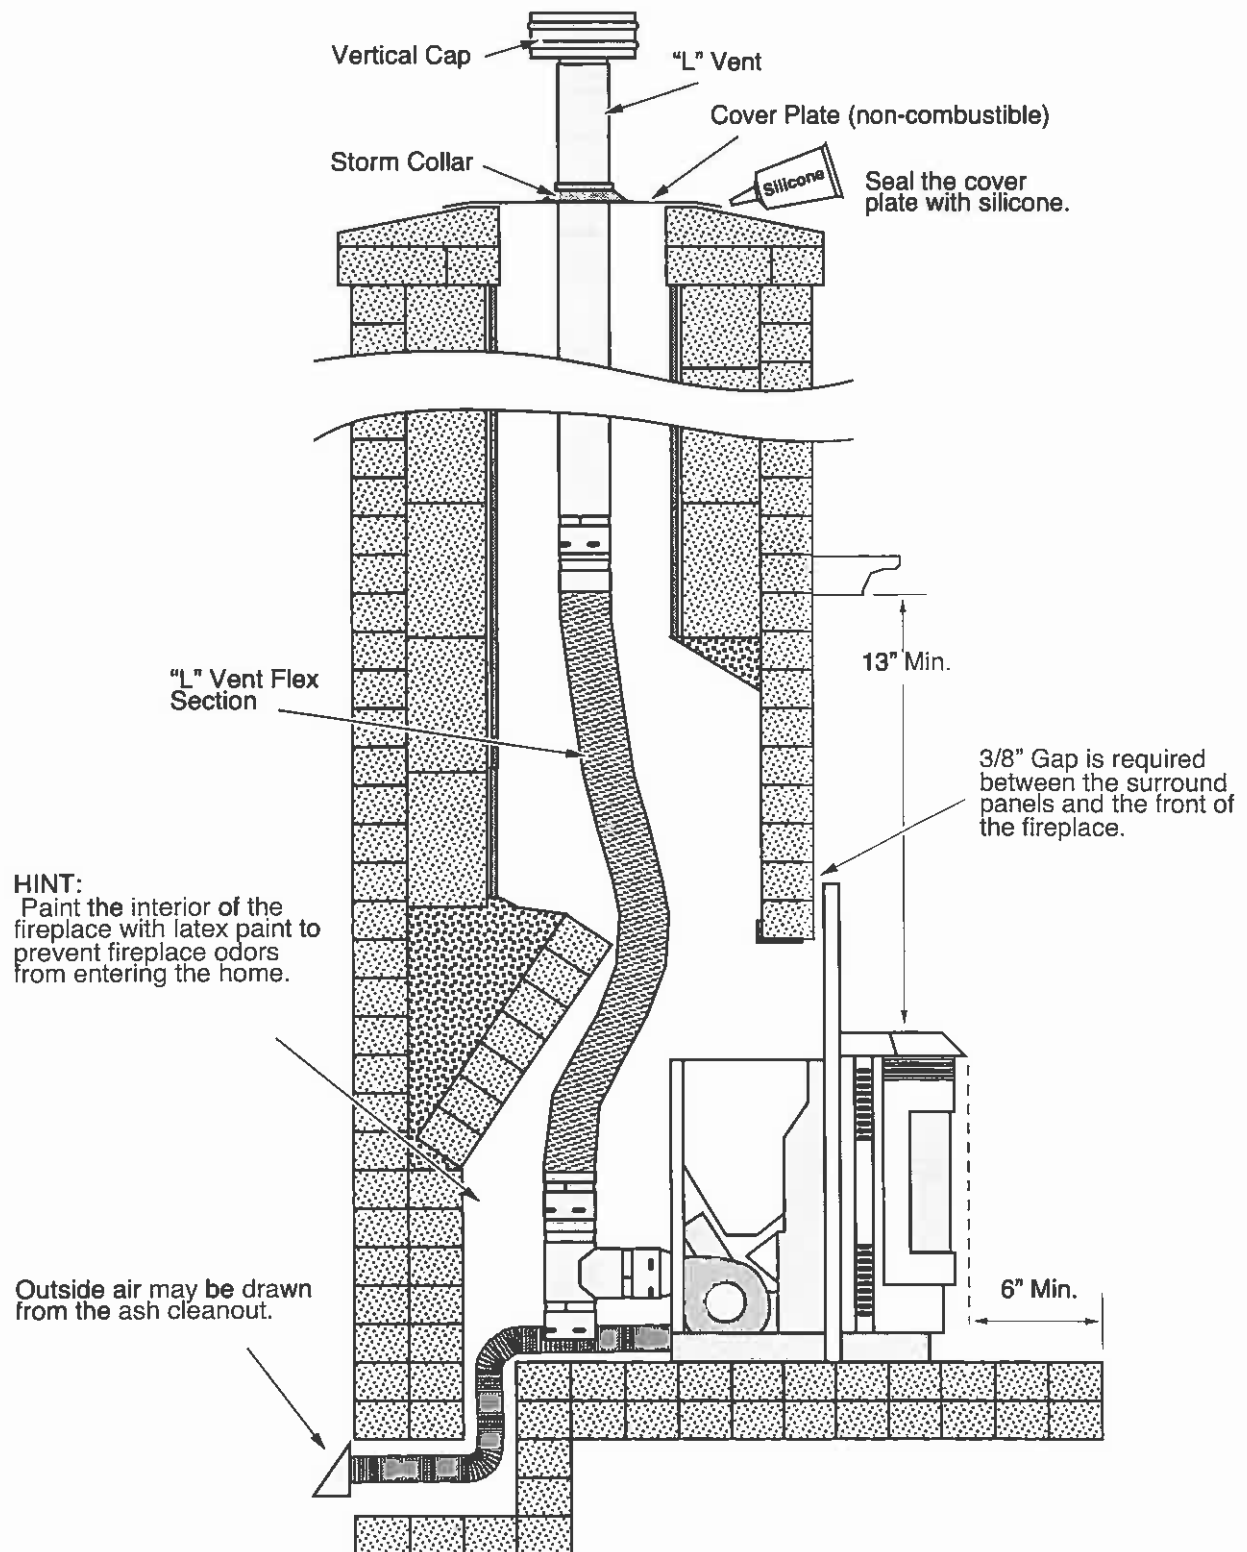 Vertical Cap
"L" Vent
Cover Plate (non-combustible)
Storm Collar
Silicone
Seal the cover
plate with silicone.
13" Min.
"L" Vent Flex
Section
3/8" Gap is required
between the surround
panels and the front of
the fireplace.
HINT:
Paint the interior of the
fireplace with latex paint to
prevent fireplace odors
from entering the home.
Outside air may be drawn
from the ash cleanout.
6" Min.